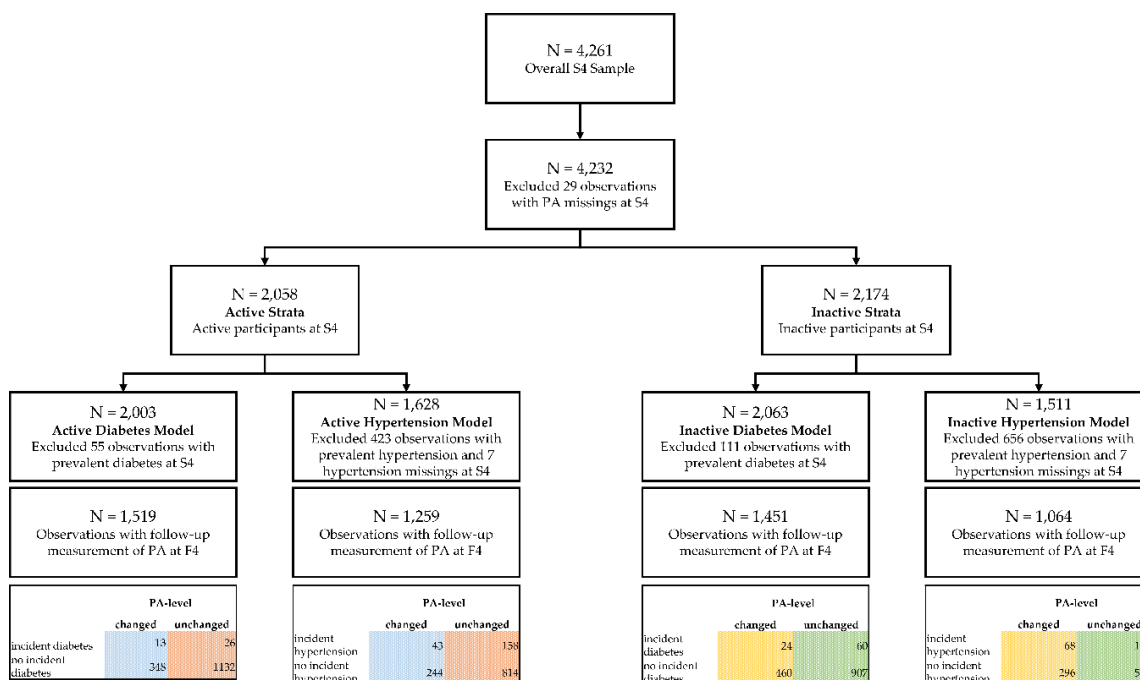 N = 4,261
Overall S4 Sample
N = 4,232
Excluded 29 observations
with PA missings at S4
N = 2,058
Active Strata
Active participants at S4
N = 2,174
Inactive Strata
Inactive participants at S4
N = 2,003
Active Diabetes Model
Excluded 55 observations with
prevalent diabetes at S4
N = 1,628
Active Hypertension Model
Excluded 423 observations with
prevalent hypertension and 7
hypertension missings at S4
N = 2,063
Inactive Diabetes Model
Excluded 111 observations with
prevalent diabetes at S4
N = 1,511
Inactive Hypertension Model
Excluded 656 observations with
prevalent hypertension and 7
hypertension missings at S4
N = 1,519
Observations with follow-up
measurement of PA at F4
N = 1,259
Observations with follow-up
measurement of PA at F4
N = 1,451
Observations with follow-up
measurement of PA at F4
N = 1,064
Observations with follow-up
measurement of PA at F4
PA-level
changed unchanged
incident diabetes 13 26
no incident
diabetes 348 1132
PA-level
changed unchanged
incident
hypertension 43 158
no incident
hypertension 244 814
PA-level
changed unchanged
incident
diabetes 24 60
no incident
diabetes 460 907
PA-level
changed unchanged
incident
hypertension 68
no incident
hypertension 296